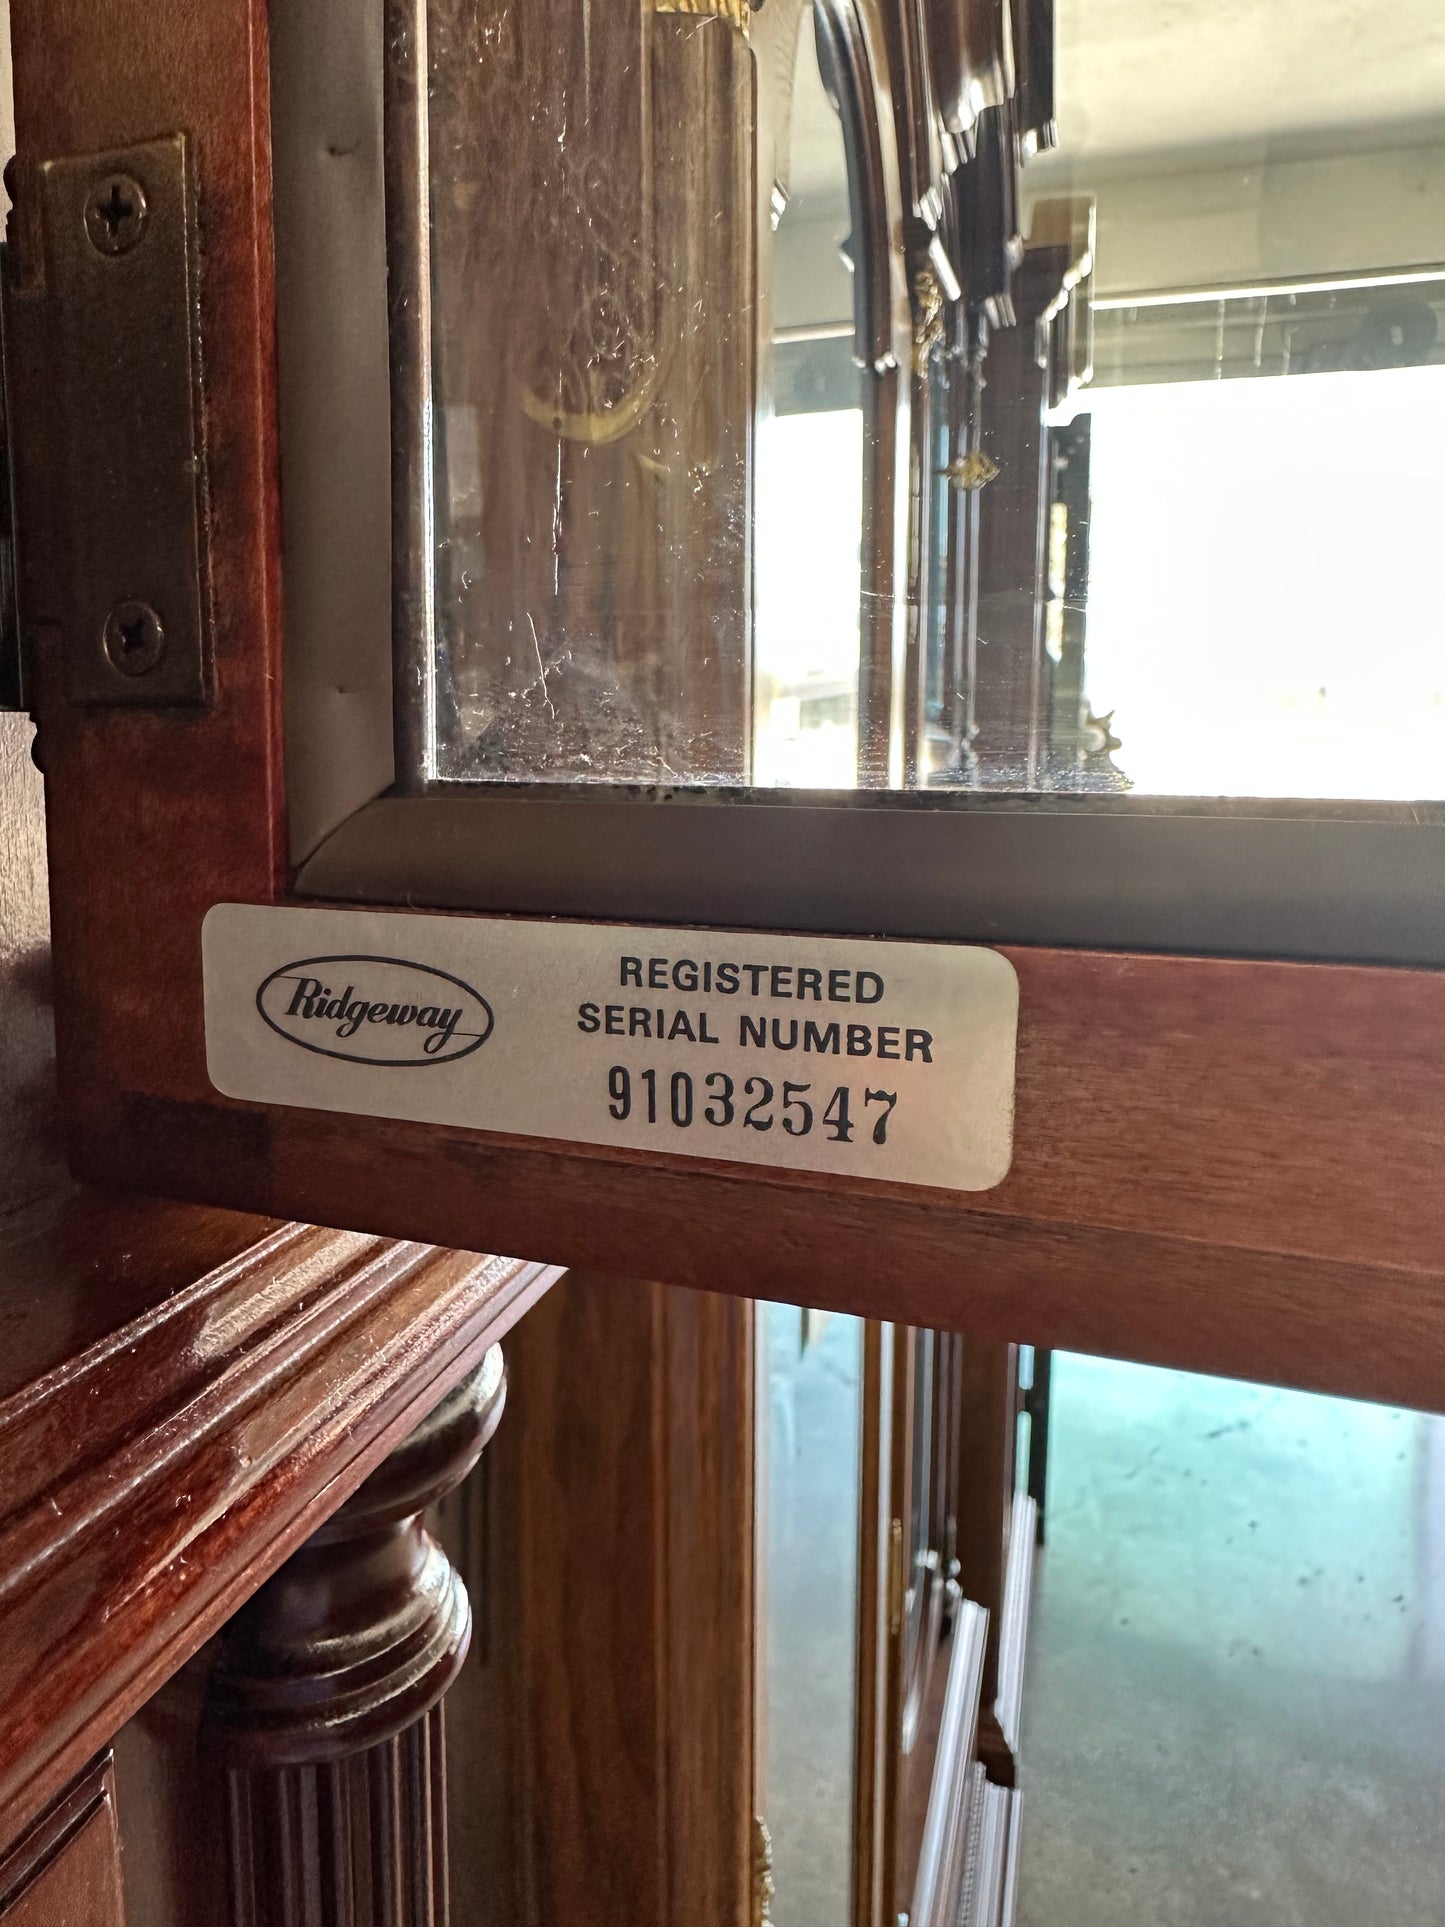 Ridgeway
REGISTERED
SERIAL NUMBER
91032547